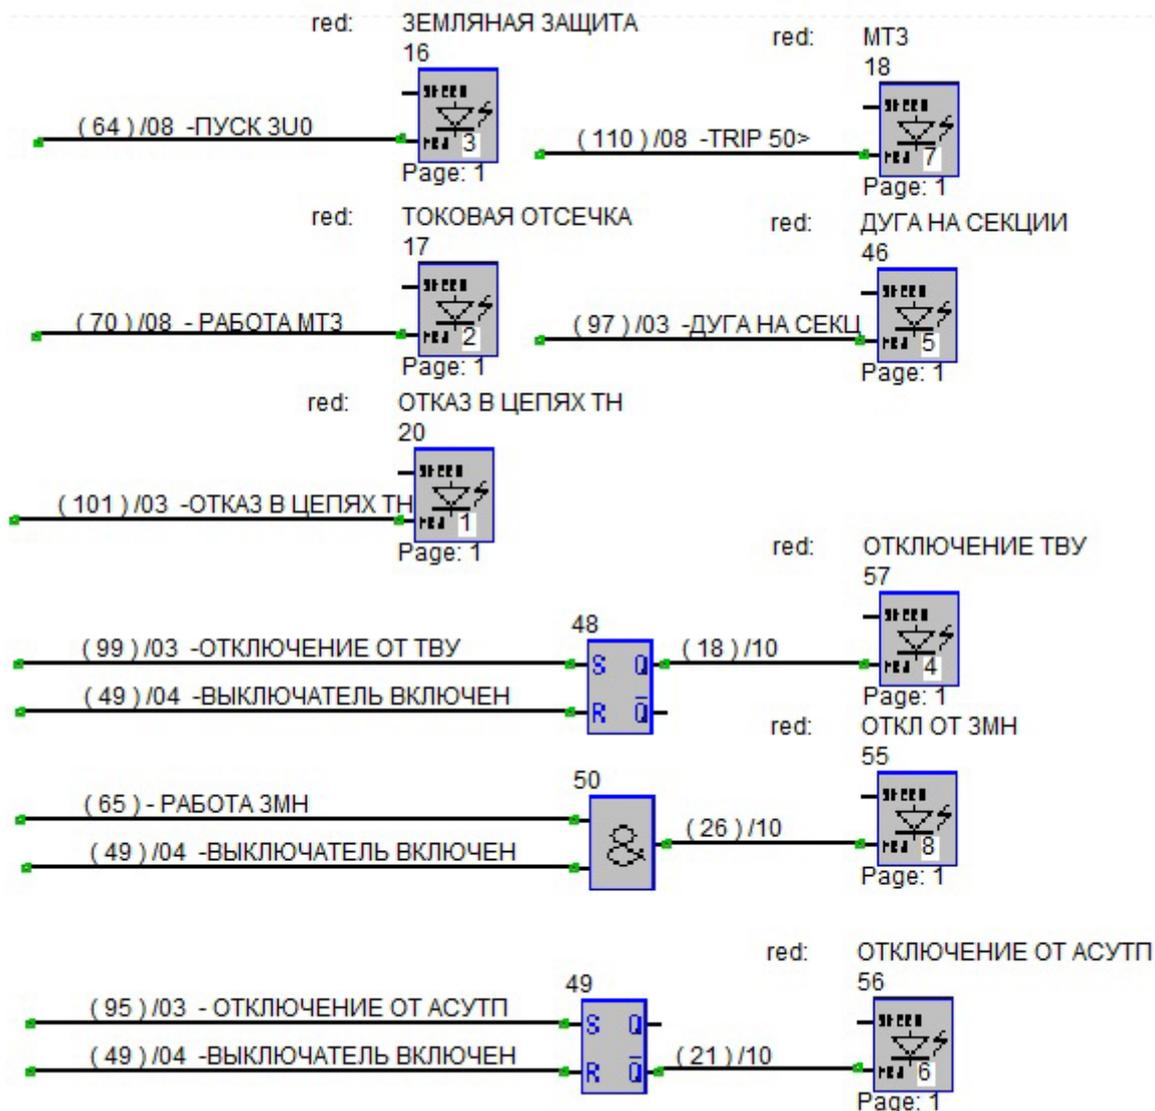 red: ЗЕМЛЯНАЯ ЗАЩИТА
16
( 64 ) /08 -ПУСК 3U0
3
Page: 1
red: МТЗ
18
( 110 ) /08 -TRIP 50>
7
Page: 1
red: ТОКОВАЯ ОТСЕЧКА
17
( 70 ) /08 - РАБОТА МТЗ
2
Page: 1
red: ДУГА НА СЕКЦИИ
46
( 97 ) /03 -ДУГА НА СЕКЦ
5
Page: 1
red: ОТКАЗ В ЦЕПЯХ ТН
20
( 101 ) /03 -ОТКАЗ В ЦЕПЯХ ТН
1
Page: 1
red: ОТКЛЮЧЕНИЕ ТВУ
57
48
( 99 ) /03 -ОТКЛЮЧЕНИЕ ОТ ТВУ
S Q
( 18 ) /10
4
( 49 ) /04 -ВЫКЛЮЧАТЕЛЬ ВКЛЮЧЕН
R Q̅
Page: 1
red: ОТКЛ ОТ ЗМН
55
50
( 65 ) - РАБОТА ЗМН
&
( 26 ) /10
8
( 49 ) /04 -ВЫКЛЮЧАТЕЛЬ ВКЛЮЧЕН
Page: 1
red: ОТКЛЮЧЕНИЕ ОТ АСУТП
56
49
( 95 ) /03 - ОТКЛЮЧЕНИЕ ОТ АСУТП
S Q
( 49 ) /04 -ВЫКЛЮЧАТЕЛЬ ВКЛЮЧЕН
R Q̅
( 21 ) /10
6
Page: 1